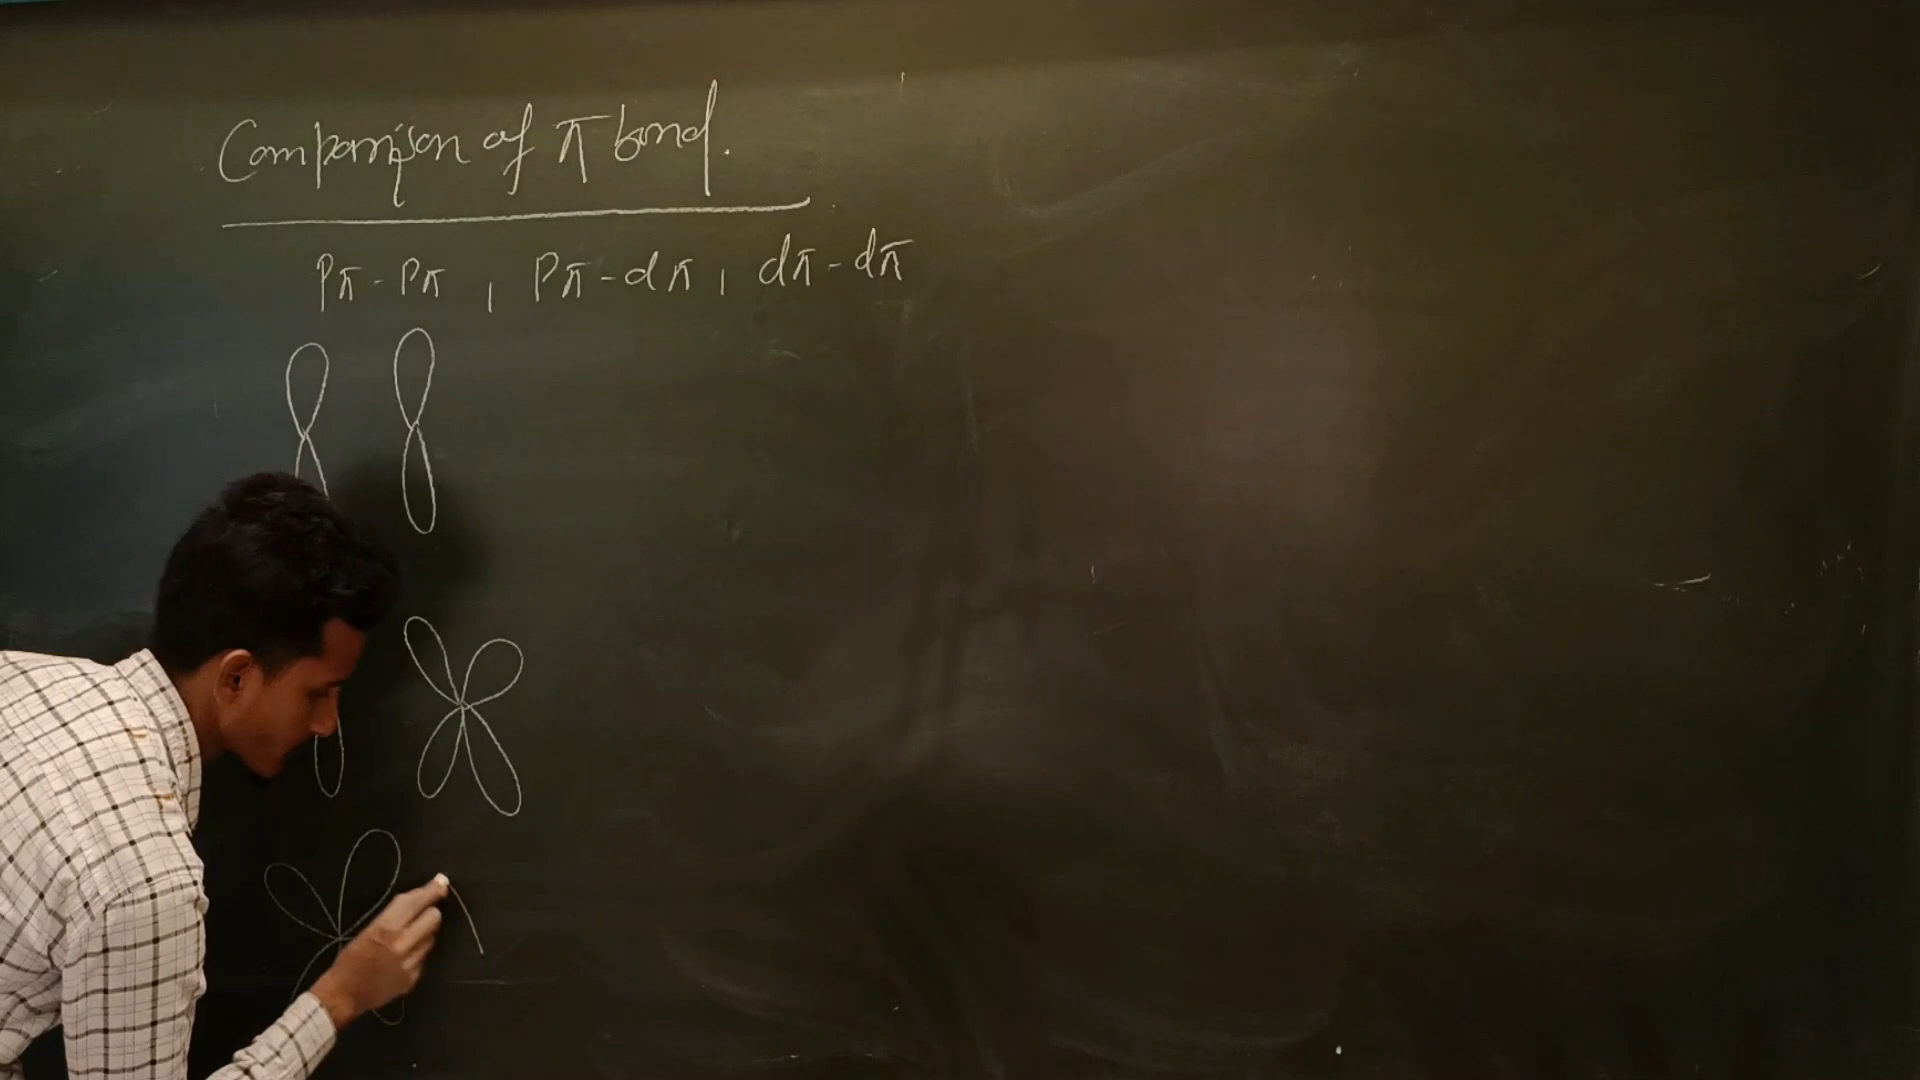 Comparison of π bond.
Pπ - Pπ , Pπ - dπ , dπ - dπ